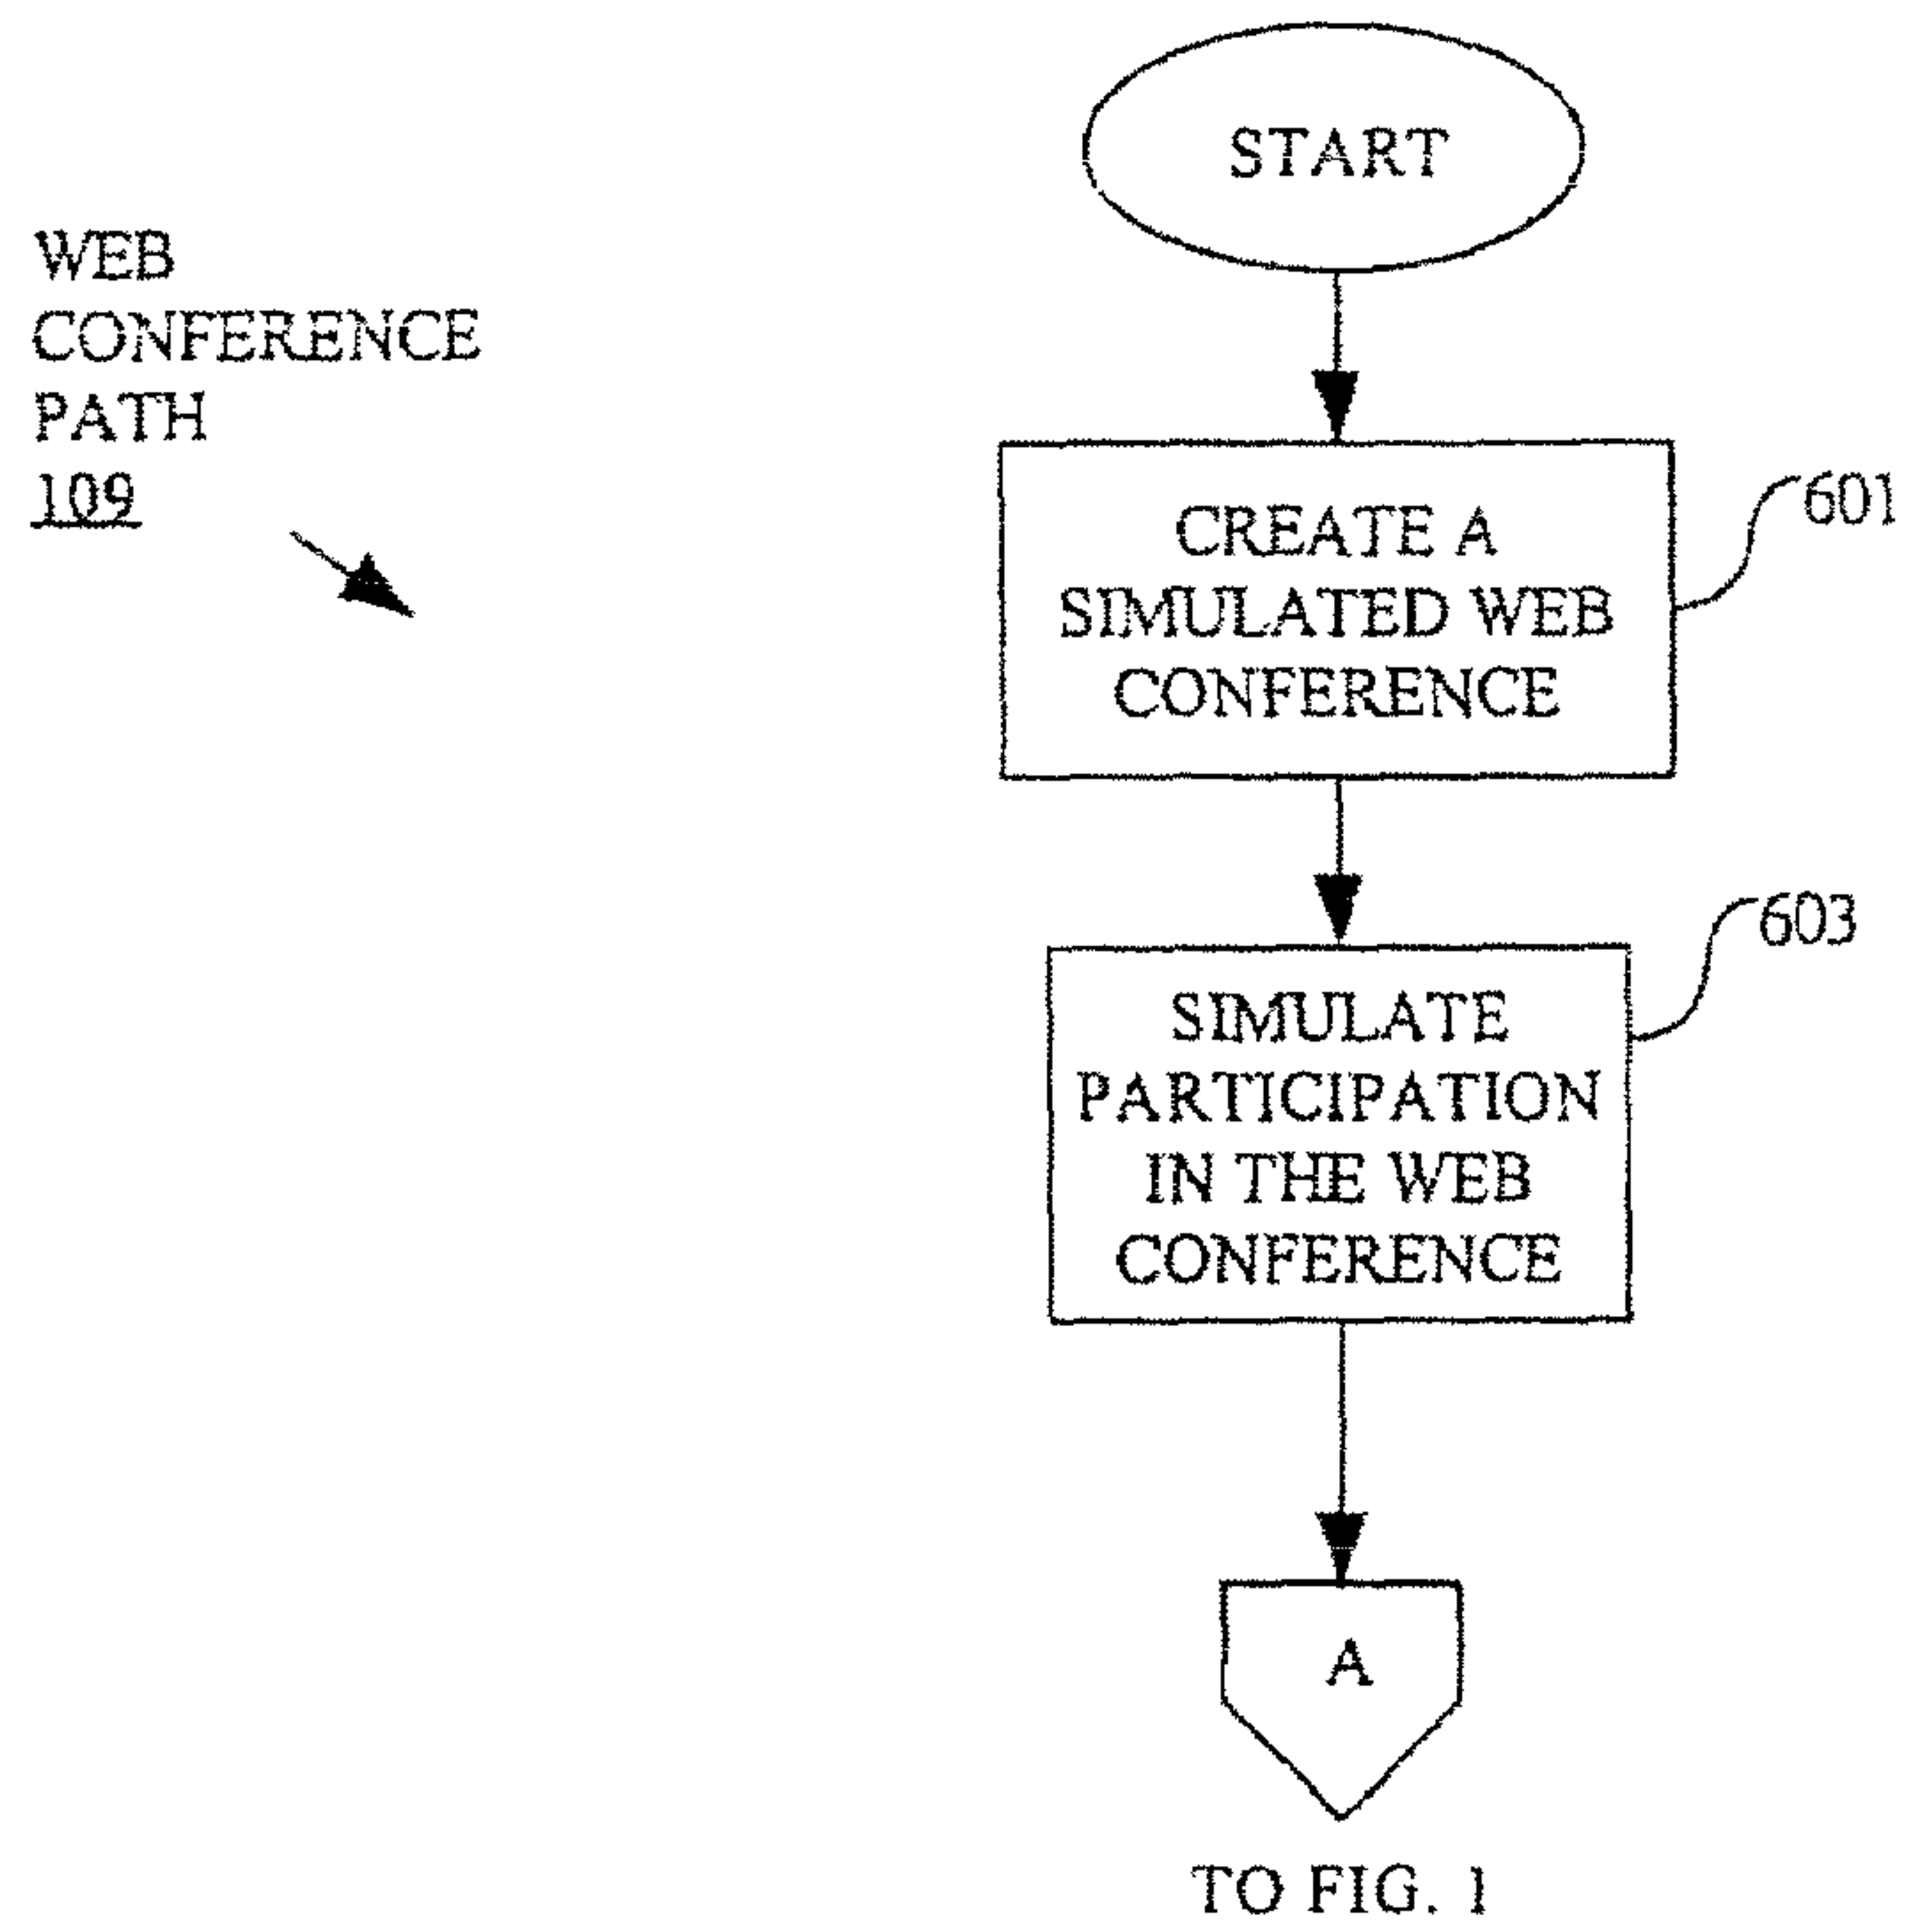 START
WEB
CONFERENCE
PATH
109
CREATE A
SIMULATED WEB
CONFERENCE
601
SIMULATE
PARTICIPATION
IN THE WEB
CONFERENCE
603
A
TO FIG. 1